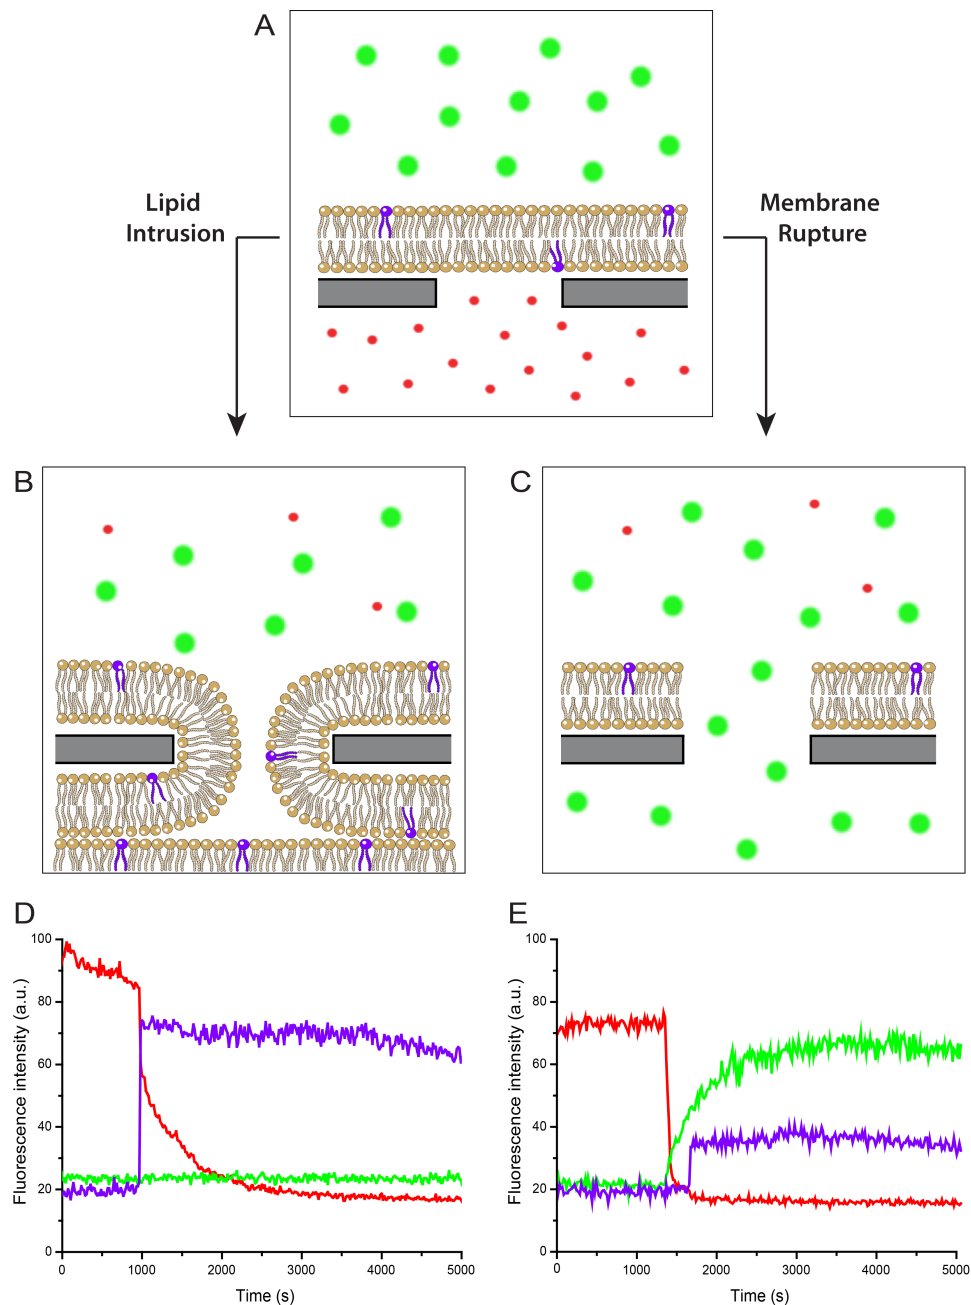 A
Lipid
Intrusion
Membrane
Rupture
B
C
D
E
100
80
60
40
20
0
Fluorescence intensity (a.u.)
0
1000
2000
3000
4000
5000
Time (s)
100
80
60
40
20
0
Fluorescence intensity (a.u.)
0
1000
2000
3000
4000
5000
Time (s)